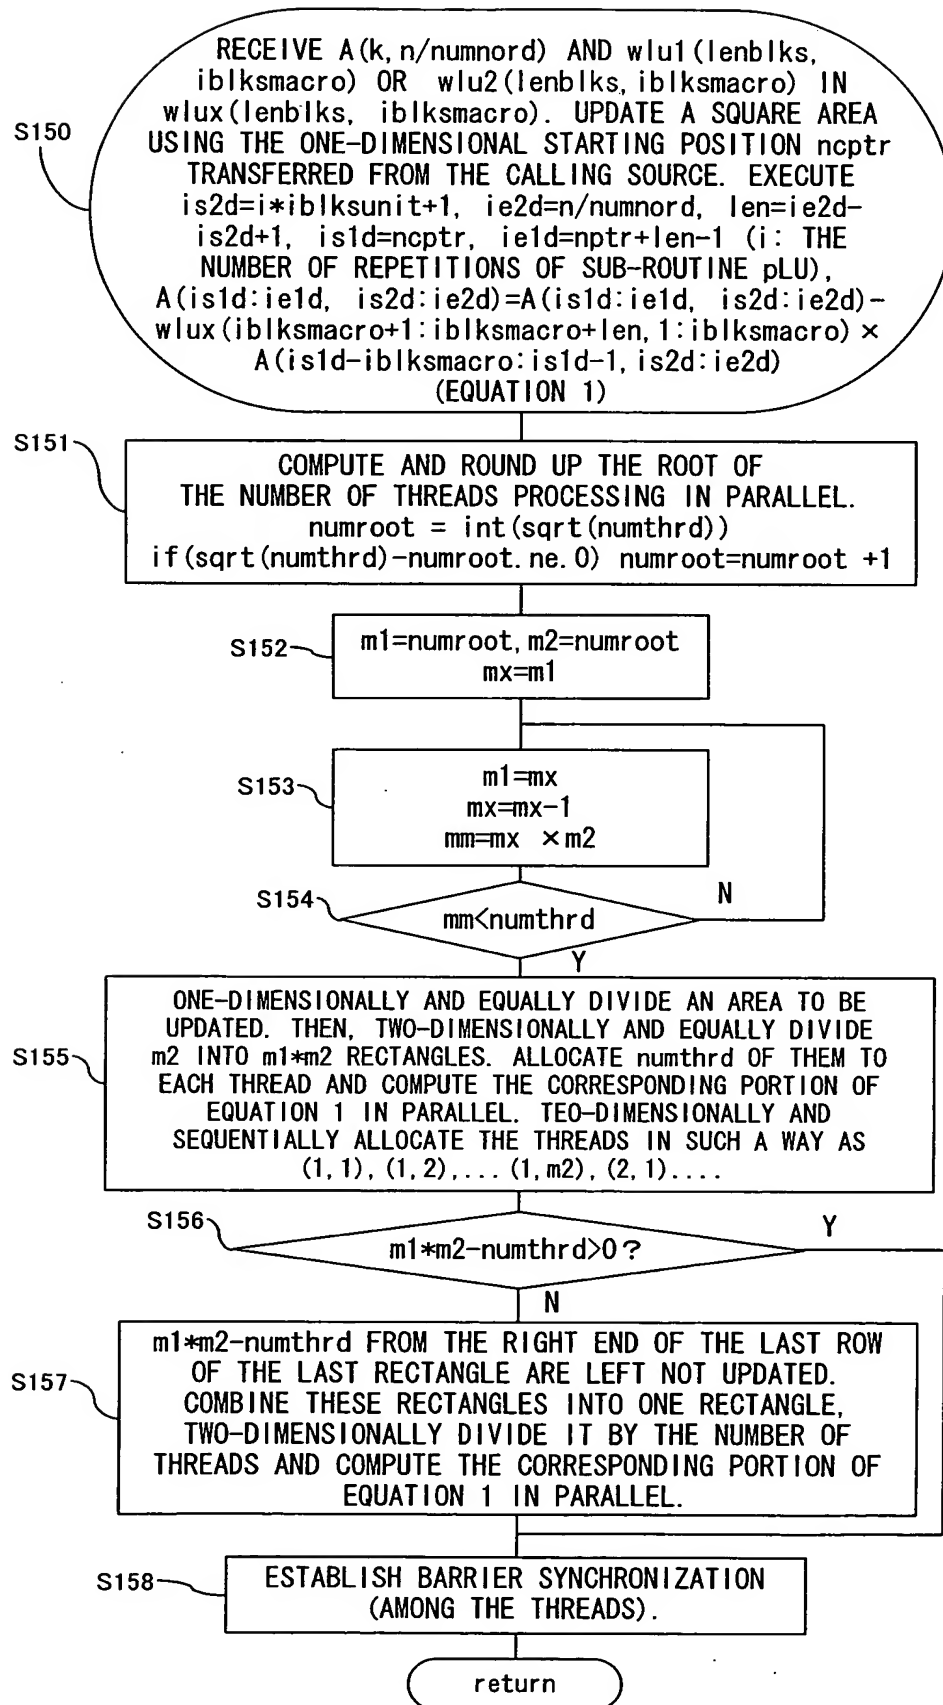 RECEIVE A(k, n/numnord) AND wlu1(lenblks,
iblksmacro) OR wlu2(lenblks, iblksmacro) IN
wlux(lenblks, iblksmacro). UPDATE A SQUARE AREA
S150
USING THE ONE-DIMENSIONAL STARTING POSITION ncptr
TRANSFERRED FROM THE CALLING SOURCE. EXECUTE
is2d=i*iblksunit+1, ie2d=n/numnord, len=ie2d-
is2d+1, is1d=ncptr, ie1d=nptr+len-1 (i: THE
NUMBER OF REPETITIONS OF SUB-ROUTINE pLU),
A(is1d:ie1d, is2d:ie2d)=A(is1d:ie1d, is2d:ie2d)-
wlux(iblksmacro+1:iblksmacro+len,1:iblksmacro) ×
A(is1d-iblksmacro:is1d-1, is2d:ie2d)
(EQUATION 1)
S151
COMPUTE AND ROUND UP THE ROOT OF
THE NUMBER OF THREADS PROCESSING IN PARALLEL.
numroot = int(sqrt(numthrd))
if(sqrt(numthrd)-numroot.ne.0) numroot=numroot +1
S152
m1=numroot, m2=numroot
mx=m1
S153
m1=mx
mx=mx-1
mm=mx ×m2
S154
N
mm<numthrd
Y
ONE-DIMENSIONALLY AND EQUALLY DIVIDE AN AREA TO BE
UPDATED. THEN, TWO-DIMENSIONALLY AND EQUALLY DIVIDE
S155
m2 INTO m1*m2 RECTANGLES. ALLOCATE numthrd OF THEM TO
EACH THREAD AND COMPUTE THE CORRESPONDING PORTION OF
EQUATION 1 IN PARALLEL. TEO-DIMENSIONALLY AND
SEQUENTIALLY ALLOCATE THE THREADS IN SUCH A WAY AS
(1,1), (1,2),... (1,m2), (2,1)....
S156
Y
m1*m2-numthrd>0?
N
m1*m2-numthrd FROM THE RIGHT END OF THE LAST ROW
OF THE LAST RECTANGLE ARE LEFT NOT UPDATED.
S157
COMBINE THESE RECTANGLES INTO ONE RECTANGLE,
TWO-DIMENSIONALLY DIVIDE IT BY THE NUMBER OF
THREADS AND COMPUTE THE CORRESPONDING PORTION OF
EQUATION 1 IN PARALLEL.
S158
ESTABLISH BARRIER SYNCHRONIZATION
(AMONG THE THREADS).
return